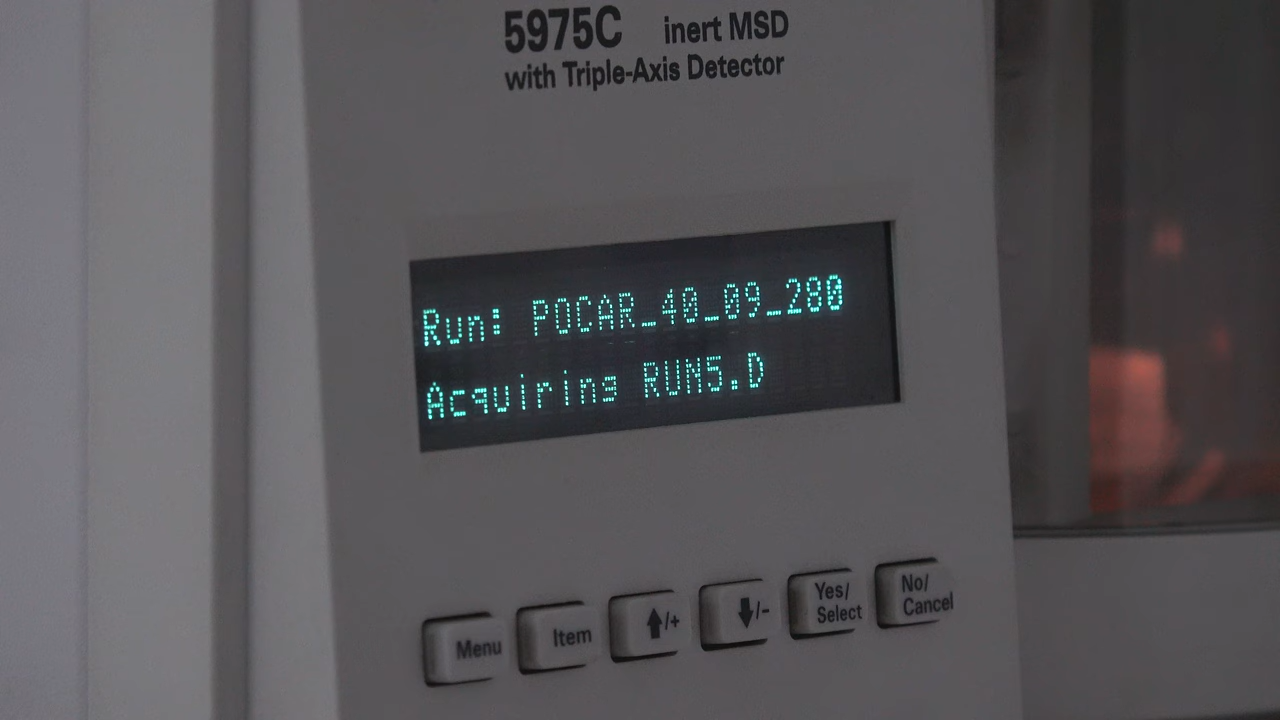 5975C inert MSD
with Triple-Axis Detector
Run: POCAR_40_09_280
Acquiring RUN5.D
Menu
Item
⬆/+
⬇/-
Yes/
Select
No/
Cancel